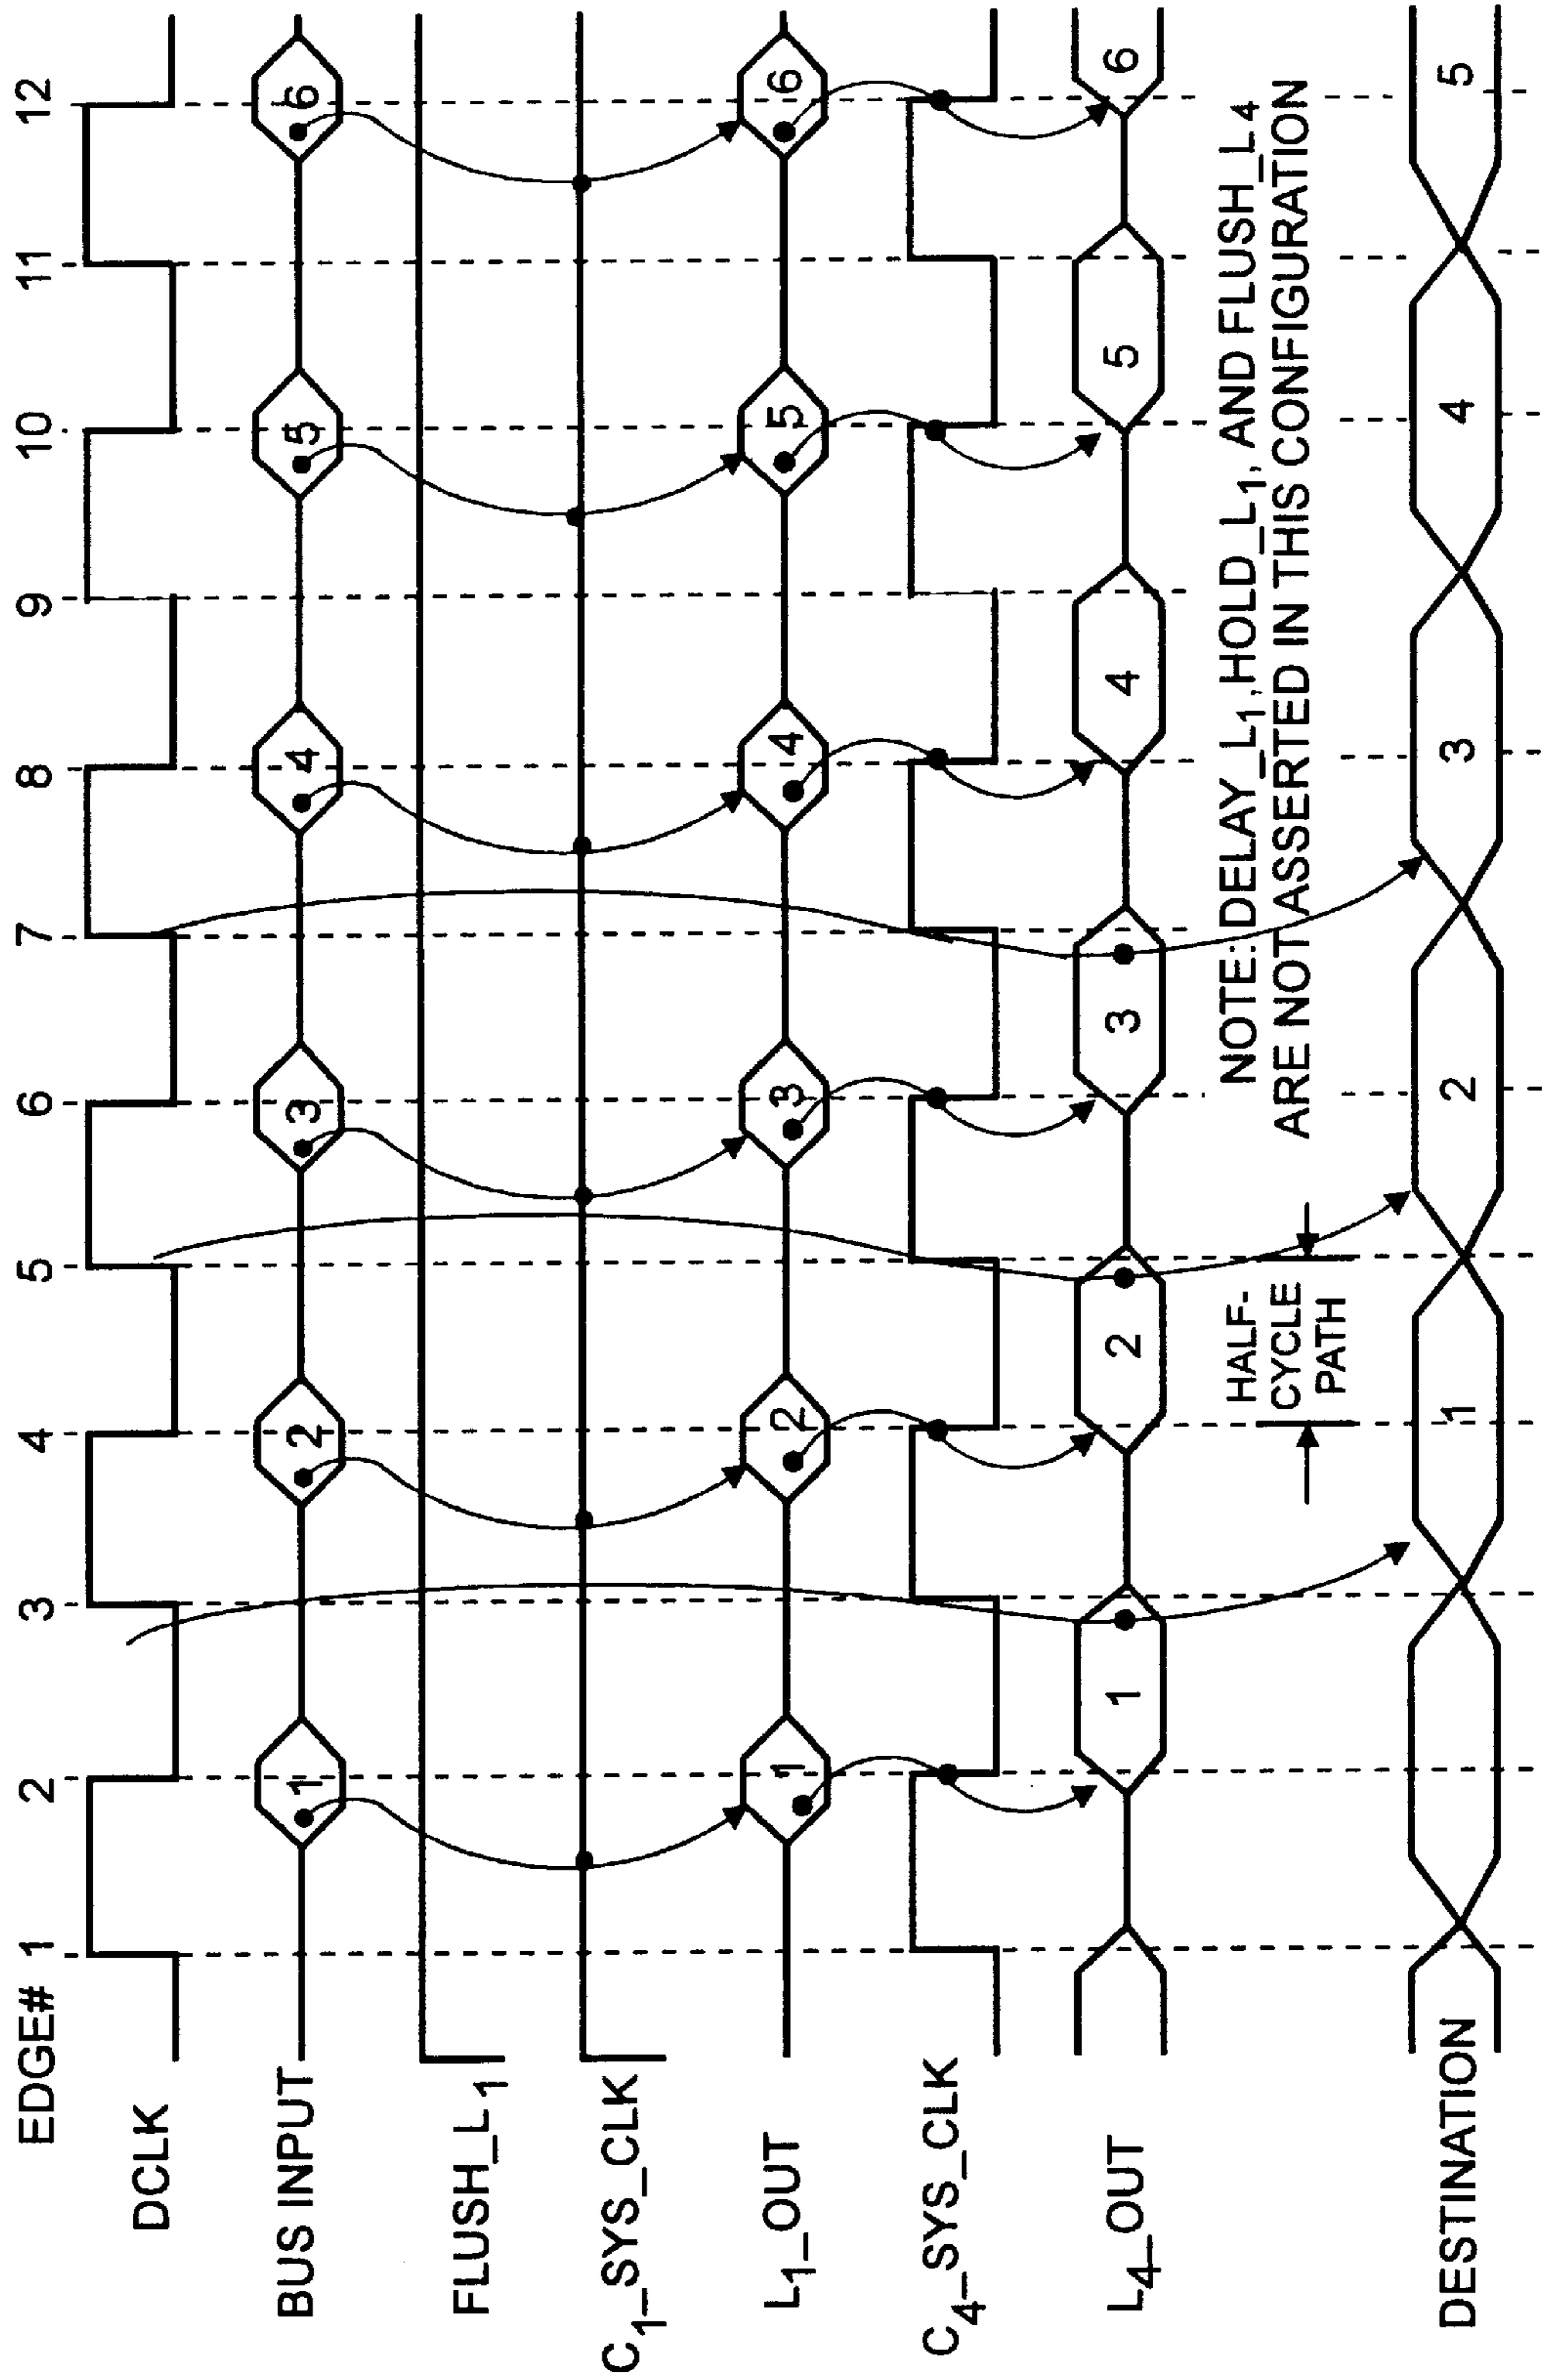 EDGE# 1 2 3 4 5 6 7 8 9 10 11 12
DCLK
BUS INPUT 1 2 3 4 5 6
FLUSH_L1
C1_SYS_CLK
L1_OUT 1 2 3 4 5 6
C4_SYS_CLK
L4_OUT 1 2 3 4 5 6
HALF-
CYCLE
PATH
NOTE: DELAY_L1, HOLD_L1, AND FLUSH_L4
ARE NOT ASSERTED IN THIS CONFIGURATION
DESTINATION 1 2 3 4 5